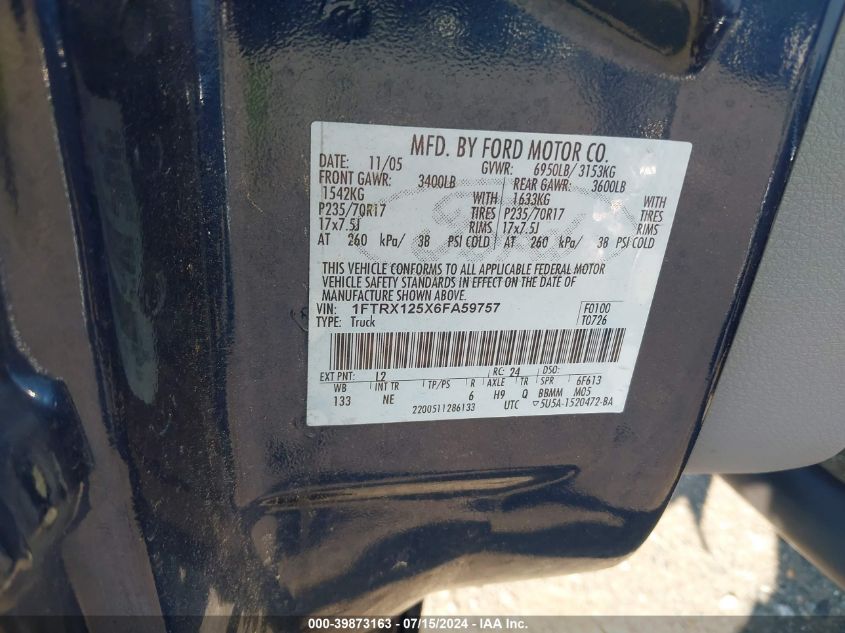 MFD. BY FORD MOTOR CO.
DATE: 11/05 GVWR: 6950LB/ 3153KG
FRONT GAWR: 3400LB REAR GAWR: 3600LB
1542KG WITH 1633KG WITH
P235/70R17 TIRES P235/70R17 TIRES
17x7.5J RIMS 17x7.5J RIMS
AT 260 kPa/ 38 PSI COLD AT 260 kPa/ 38 PSI COLD
THIS VEHICLE CONFORMS TO ALL APPLICABLE FEDERAL MOTOR
VEHICLE SAFETY STANDARDS IN EFFECT ON THE DATE OF
MANUFACTURE SHOWN ABOVE.
VIN: 1FTRX125X6FA59757 F0100
TYPE: Truck T0726
EXT PNT: L2 RC: 24 DSO:
WB INT TR TP/PS R AXLE TR SPR 6F613
133 NE 6 H9 Q BBMM M05
2200511286133 UTC 5U5A-1520472-BA
000-39873163 - 07/15/2024 - IAA Inc.